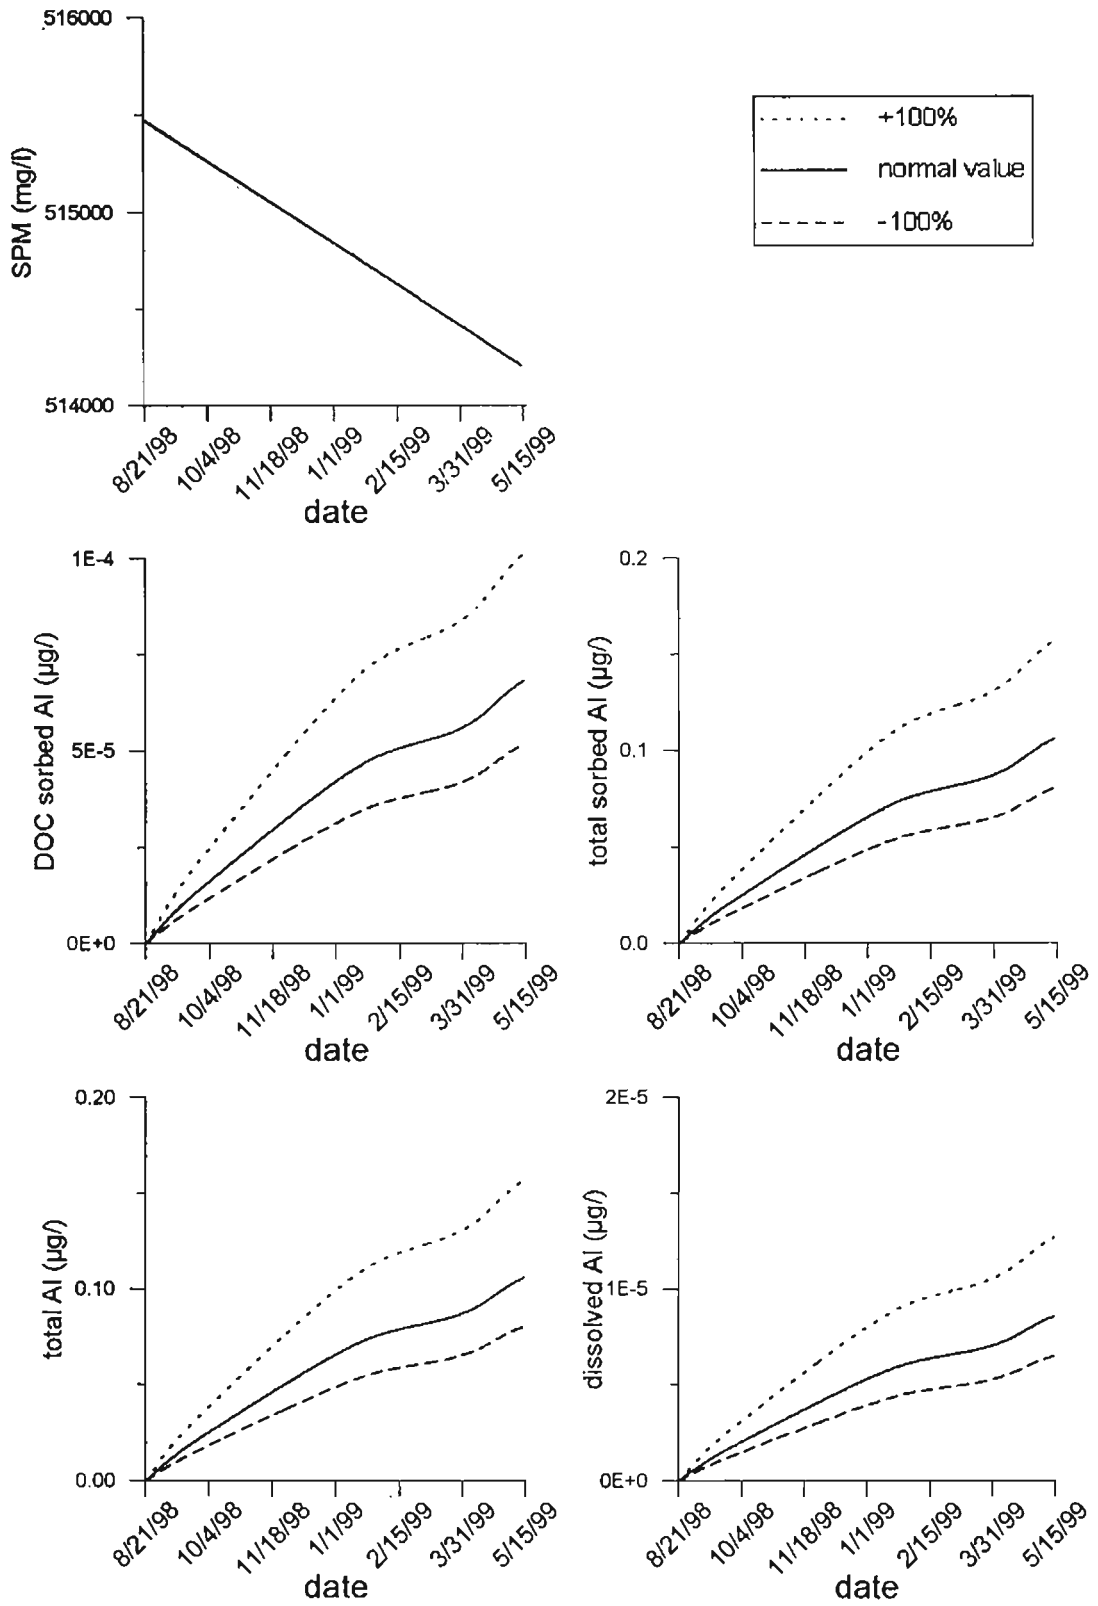 516000
515000
514000
SPM (mg/l)
8/21/98
10/4/98
11/18/98
1/1/99
2/15/99
3/31/99
5/15/99
date
+100%
normal value
-100%
1E-4
5E-5
0E+0
DOC sorbed Al (µg/)
8/21/98
10/4/98
11/18/98
1/1/99
2/15/99
3/31/99
5/15/99
date
0.2
0.1
0.0
total sorbed Al (µg/)
8/21/98
10/4/98
11/18/98
1/1/99
2/15/99
3/31/99
5/15/99
date
0.20
0.10
0.00
total Al (µg/)
8/21/98
10/4/98
11/18/98
1/1/99
2/15/99
3/31/99
5/15/99
date
2E-5
1E-5
0E+0
dissolved Al (µg/)
8/21/98
10/4/98
11/18/98
1/1/99
2/15/99
3/31/99
5/15/99
date